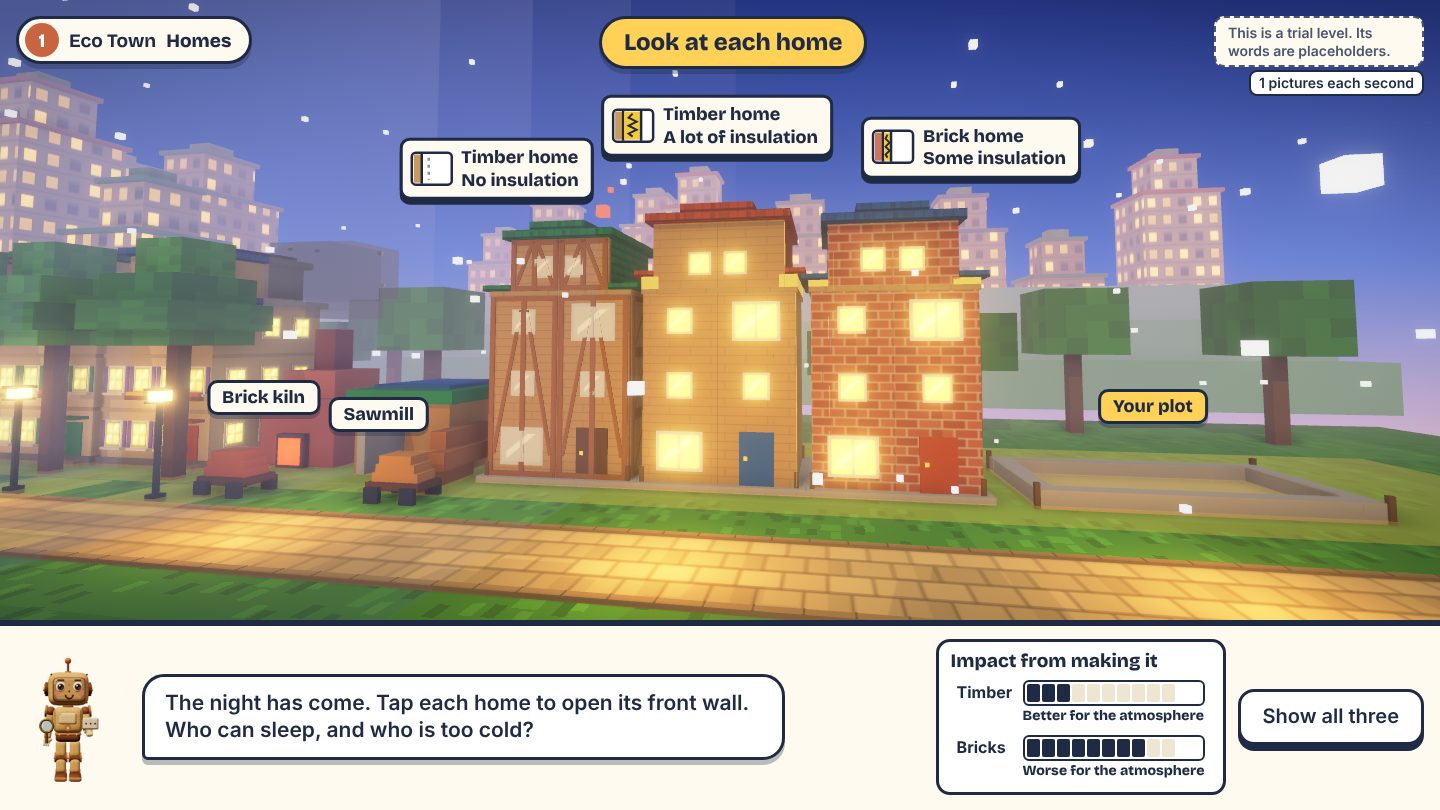 1 Eco Town Homes
Look at each home
This is a trial level. Its
words are placeholders.
1 pictures each second
Timber home
No insulation
Timber home
A lot of insulation
Brick home
Some insulation
Brick kiln
Sawmill
Your plot
The night has come. Tap each home to open its front wall.
Who can sleep, and who is too cold?
Impact from making it
Timber
Better for the atmosphere
Bricks
Worse for the atmosphere
Show all three